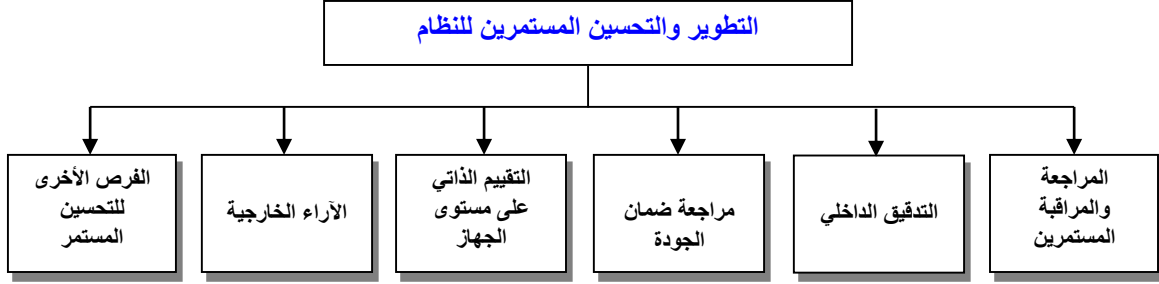 التطوير والتحسين المستمرين للنظام
المراجعة
والمراقبة
المستمرين
التدقيق الداخلي
مراجعة ضمان
الجودة
التقييم الذاتي
على مستوى
الجهاز
الآراء الخارجية
الفرص الأخرى
للتحسين
المستمر